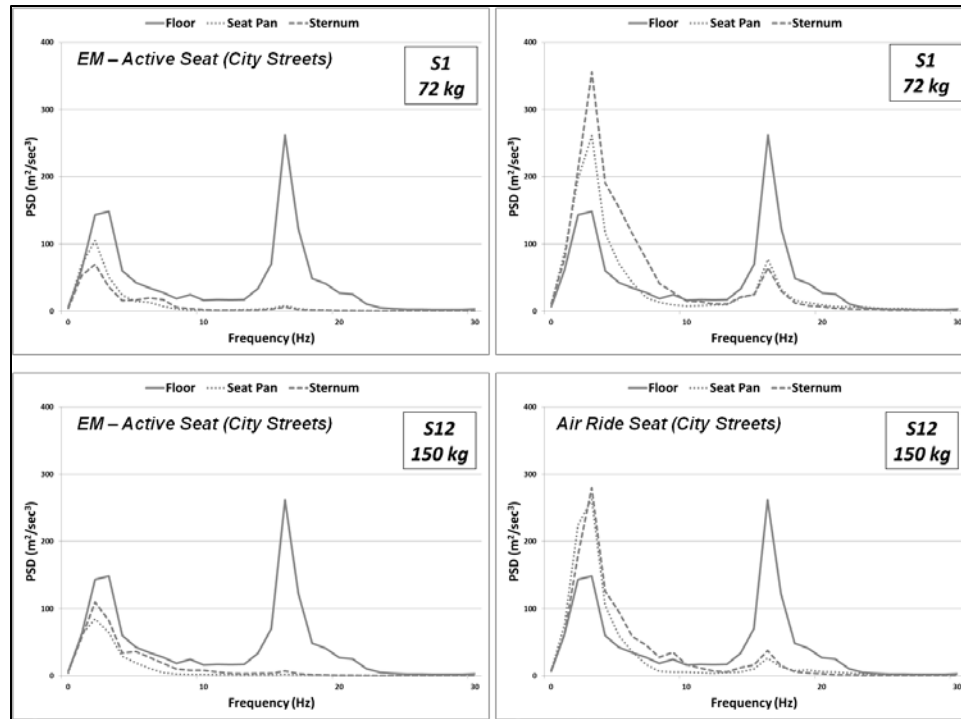 Floor Seat Pan Sternum
EM – Active Seat (City Streets)
S1
72 kg
PSD (m²/sec³)
400
300
200
100
0
0 10 20 30
Frequency (Hz)
Floor Seat Pan Sternum
S1
72 kg
PSD (m²/sec³)
400
300
200
100
0
0 10 20 30
Frequency (Hz)
Floor Seat Pan Sternum
EM – Active Seat (City Streets)
S12
150 kg
PSD (m²/sec³)
400
300
200
100
0
0 10 20 30
Frequency (Hz)
Floor Seat Pan Sternum
Air Ride Seat (City Streets)
S12
150 kg
PSD (m²/sec³)
400
300
200
100
0
0 10 20 30
Frequency (Hz)